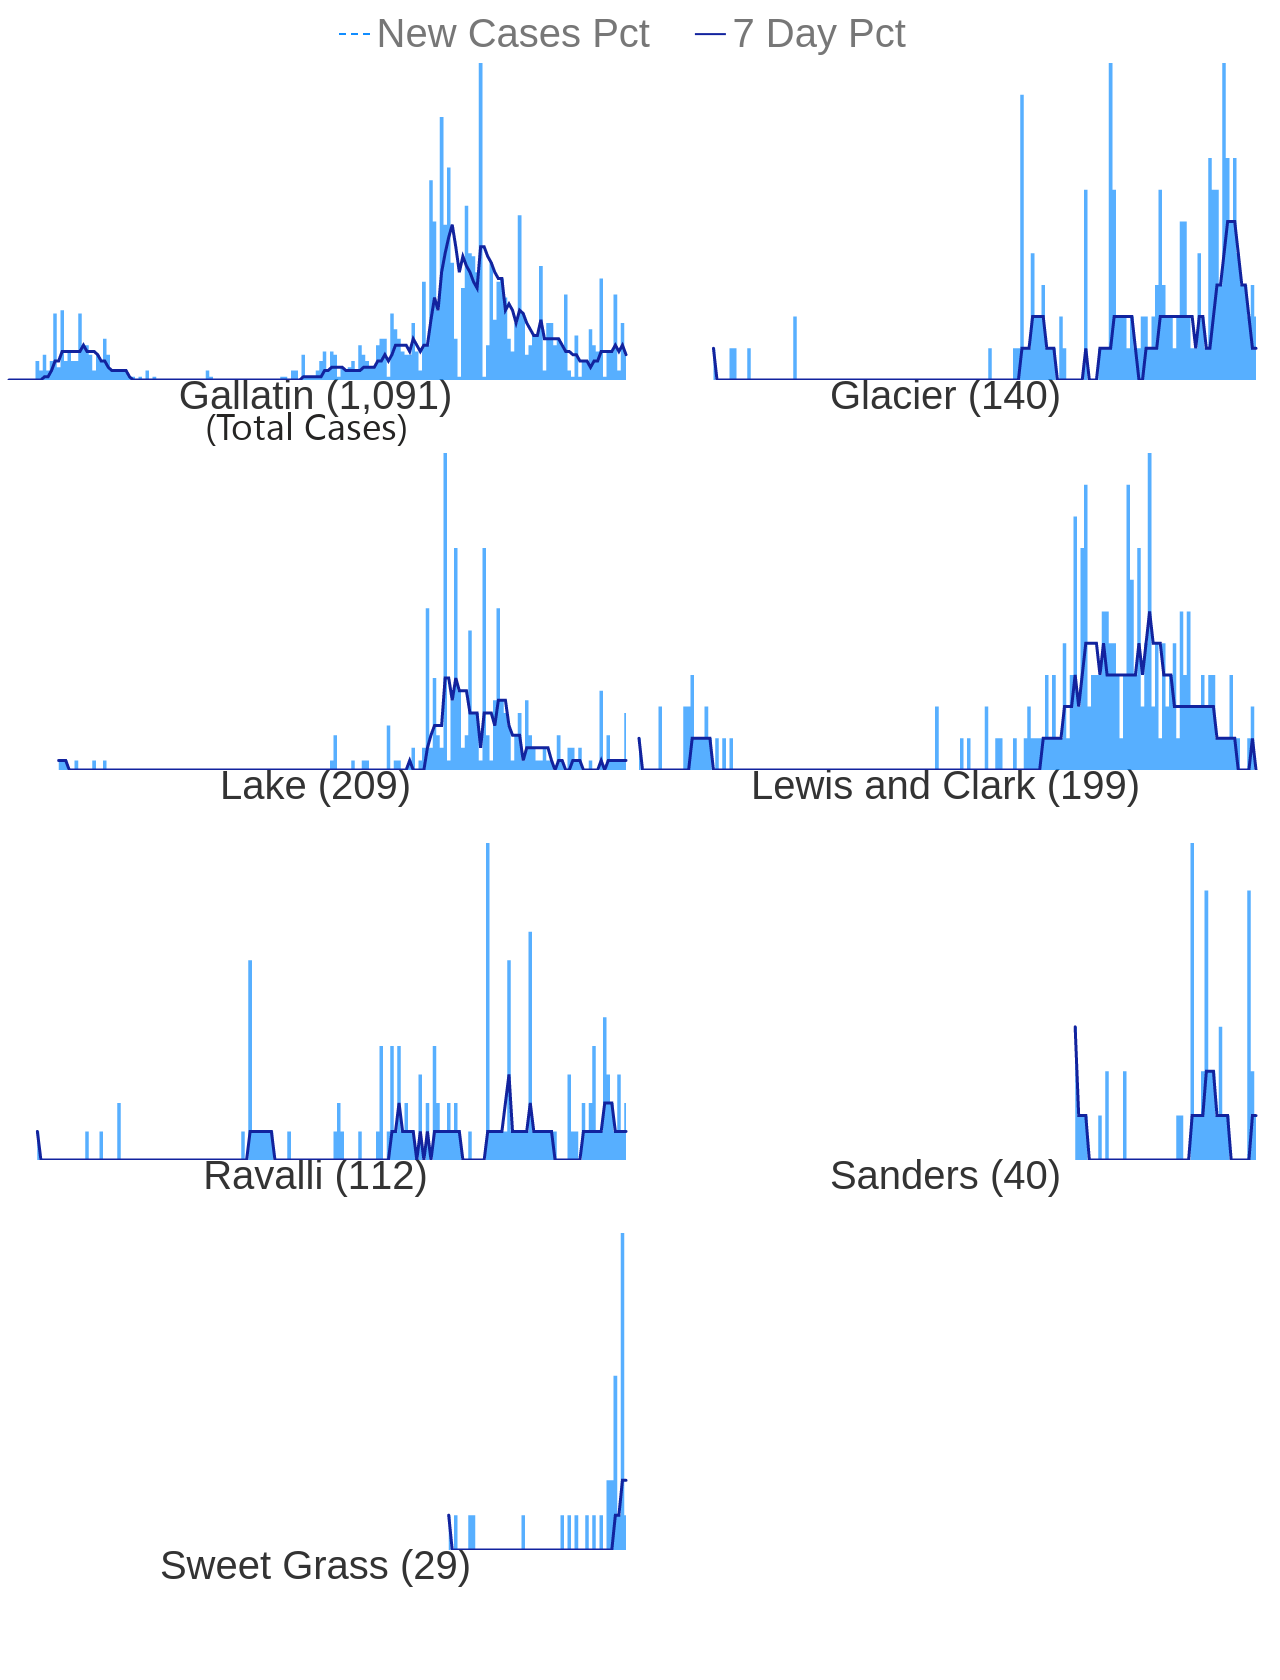 New Cases Pct 7 Day Pct
Gallatin (1,091)
(Total Cases)
Glacier (140)
Lake (209)
Lewis and Clark (199)
Ravalli (112)
Sanders (40)
Sweet Grass (29)